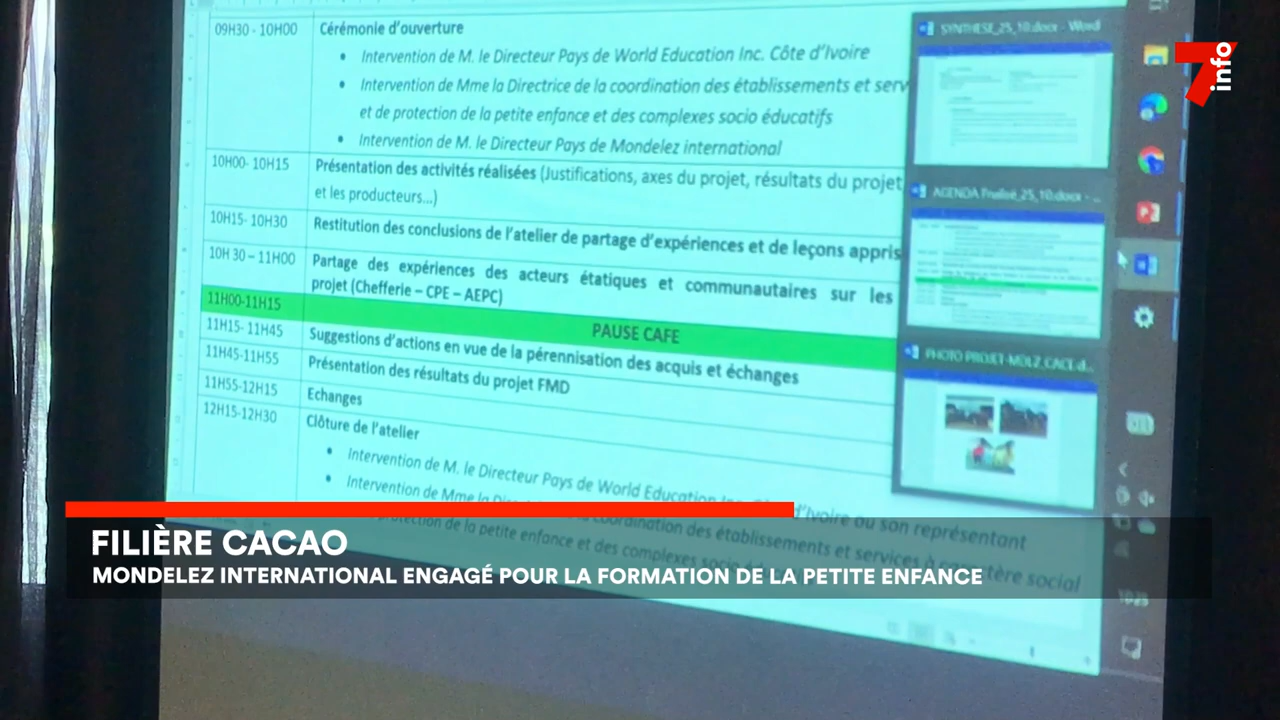 09H30 - 10H00 Cérémonie d'ouverture
• Intervention de M. le Directeur Pays de World Education Inc. Côte d'Ivoire
• Intervention de Mme la Directrice de la coordination des établissements et serv
et de protection de la petite enfance et des complexes socio éducatifs
• Intervention de M. le Directeur Pays de Mondelez international
10H00- 10H15 Présentation des activités réalisées (Justifications, axes du projet, résultats du projet
et les producteurs...)
10H15- 10H30 Restitution des conclusions de l'atelier de partage d'expériences et de leçons appris
10H 30 – 11H00 Partage des expériences des acteurs étatiques et communautaires sur les
projet (Chefferie – CPE – AEPC)
11H00-11H15 PAUSE CAFE
11H15- 11H45 Suggestions d'actions en vue de la pérennisation des acquis et échanges
11H45-11H55 Présentation des résultats du projet FMD
11H55-12H15 Echanges
12H15-12H30 Clôture de l'atelier
• Intervention de M. le Directeur Pays de World Education Inc. Côte d'Ivoire ou son représentant
• Intervention de Mme la coordination des établissements et services à caractère social
protection de la petite enfance et des complexes
SYNTHESE_25_10.docx - Word
AGENDA Finalisé_25_10.docx - ...
PHOTO PROJET-MDLZ CACE.d...
7info
FILIÈRE CACAO
MONDELEZ INTERNATIONAL ENGAGÉ POUR LA FORMATION DE LA PETITE ENFANCE